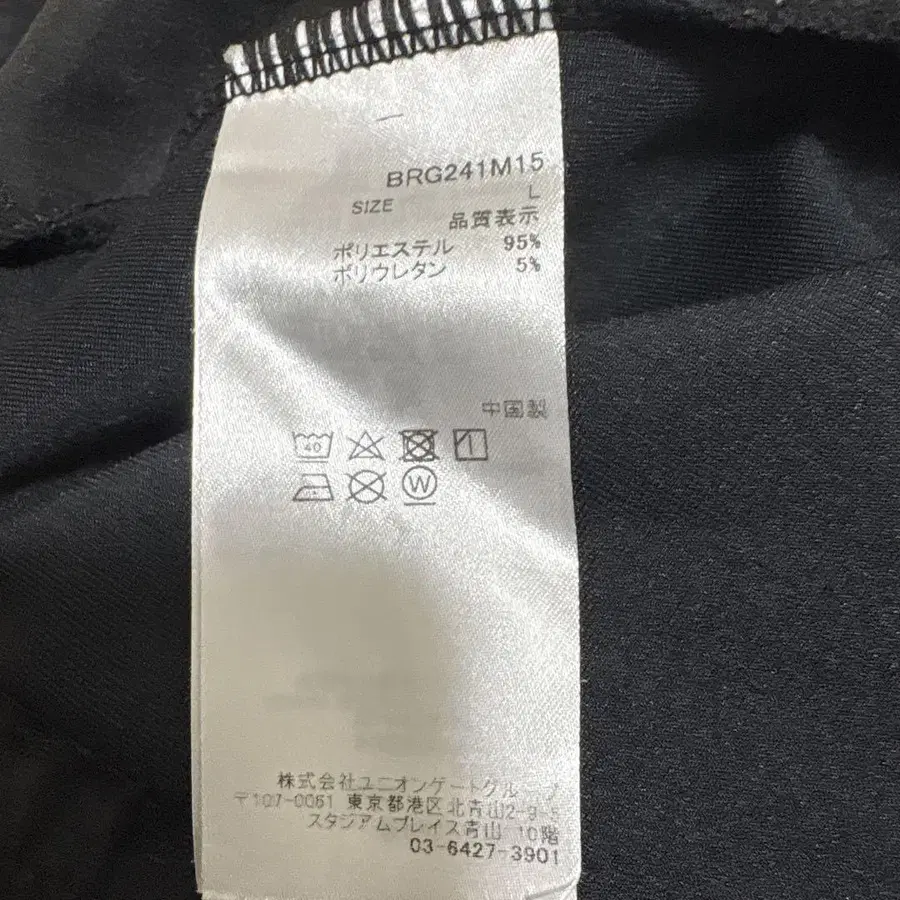 BRG241M15
SIZE L
品質表示
ポリエステル 95%
ポリウレタン 5%
中国製
40
W
株式会社ユニオンゲートグループ
〒107-0061 東京都港区北青山2-9-5
スタジアムプレイス青山 10階
03-6427-3901